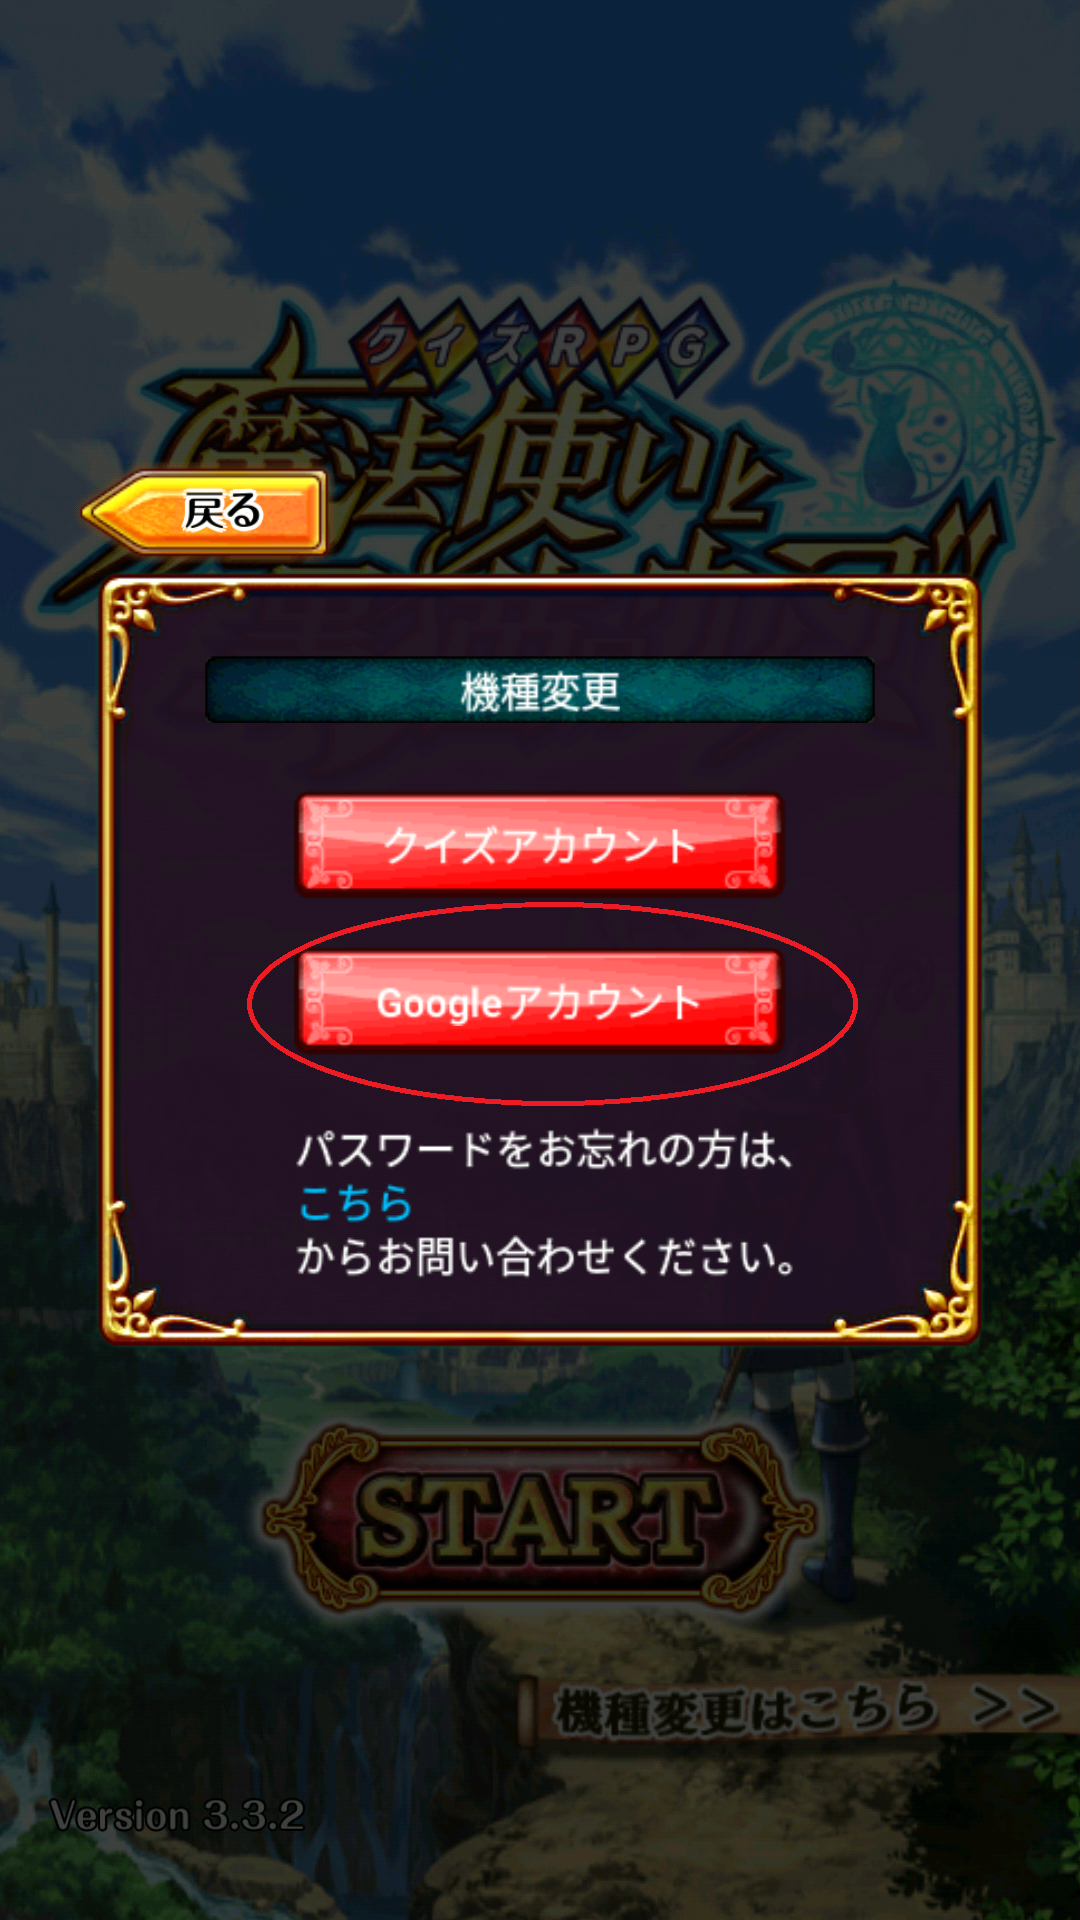 クイズRPG
魔法使いと
戻る
機種変更
クイズアカウント
Googleアカウント
パスワードをお忘れの方は、
こちら
からお問い合わせください。
START
機種変更はこちら >>
Version 3.3.2